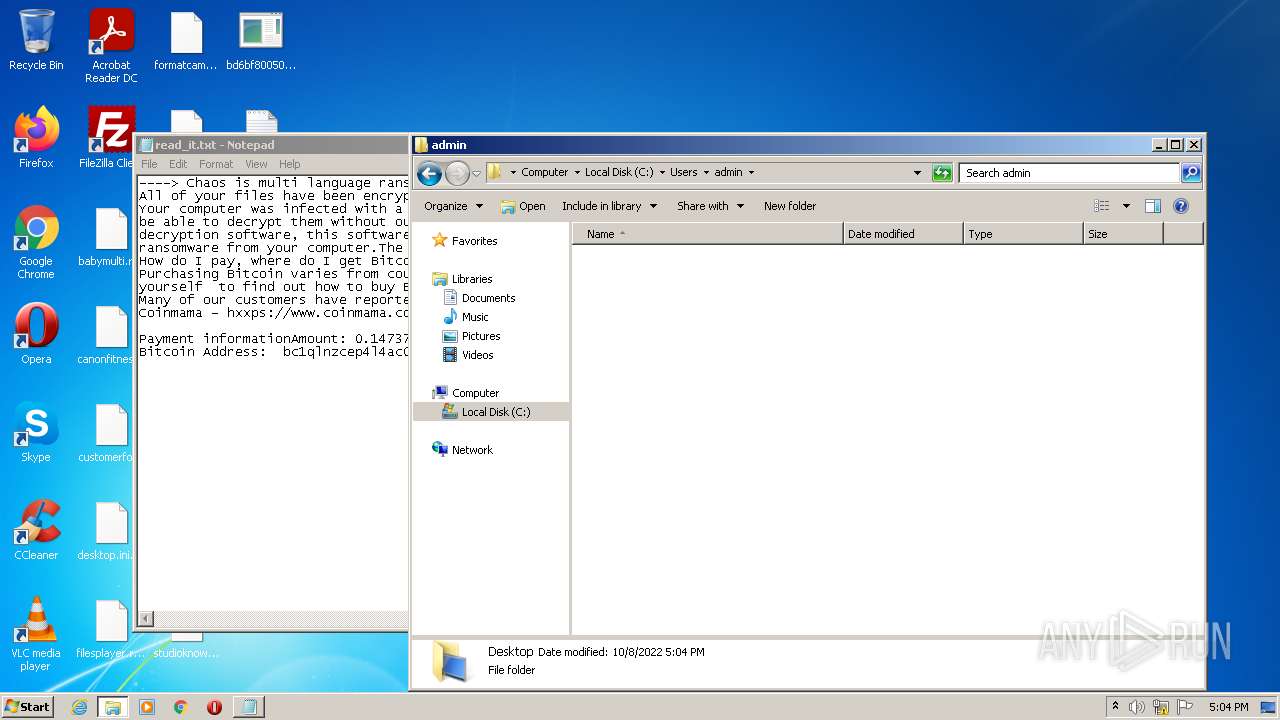 Recycle Bin
Acrobat
Reader DC
formatcam...
bd6bf80050...
Firefox
FileZilla Clie
Google
Chrome
babymulti.r
Opera
canonfitnes
Skype
customerfo
CCleaner
desktop.ini.
VLC media
player
filesplayer.r...
studioknow...
read_it.txt - Notepad
File Edit Format View Help
----> Chaos is multi language rans
All of your files have been encryp
Your computer was infected with a
be able to decrypt them without ou
decryption software, this software
ransomware from your computer.The
How do I pay, where do I get Bitco
Purchasing Bitcoin varies from cou
yourself  to find out how to buy B
Many of our customers have reporte
Coinmama - hxxps://www.coinmama.co
Payment informationAmount: 0.14737
Bitcoin Address:  bc1qlnzcep4l4ac0
admin
Computer Local Disk (C:) Users admin
Search admin
Organize Open Include in library Share with New folder
Name Date modified Type Size
Favorites
Libraries
Documents
Music
Pictures
Videos
Computer
Local Disk (C:)
Network
Desktop Date modified: 10/8/2022 5:04 PM
File folder
ANY RUN
Start
5:04 PM